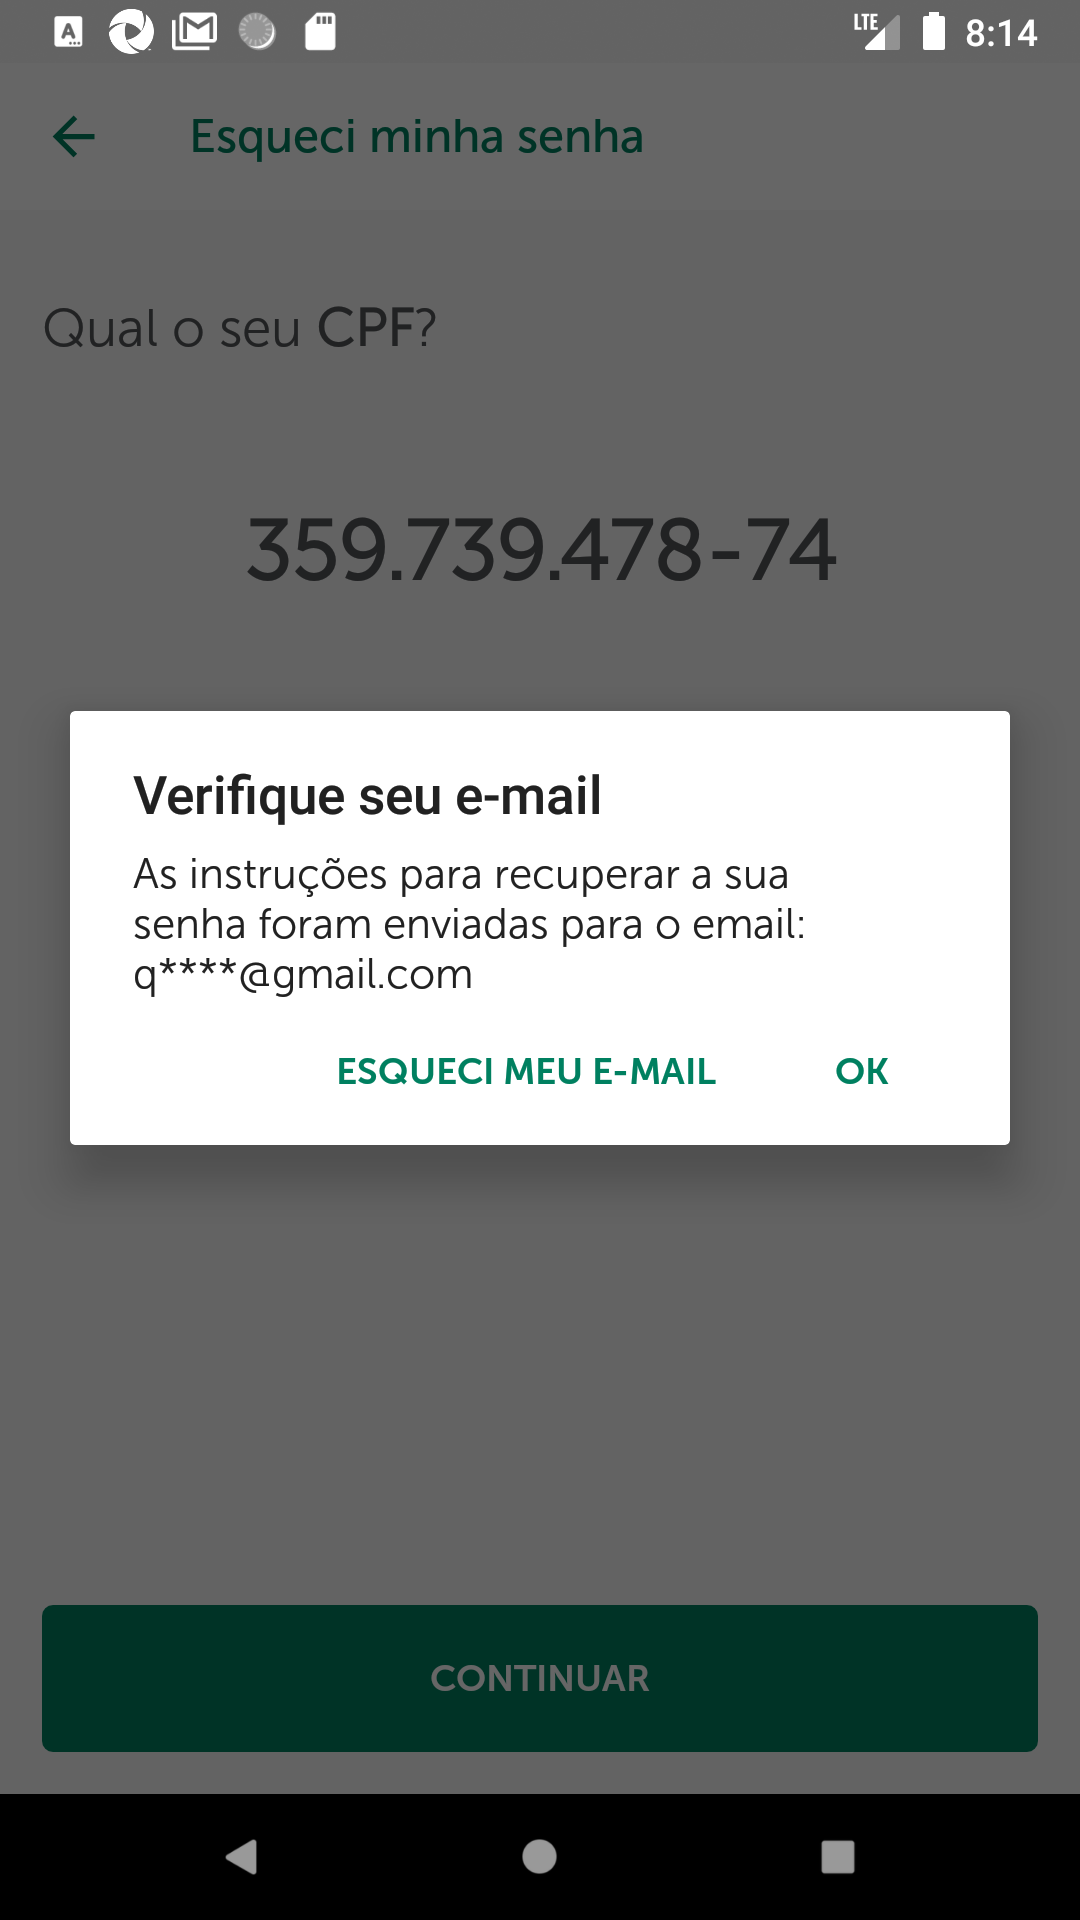 LTE 8:14
Esqueci minha senha
Qual o seu CPF?
359.739.478-74
Verifique seu e-mail
As instruções para recuperar a sua
senha foram enviadas para o email:
q****@gmail.com
ESQUECI MEU E-MAIL OK
CONTINUAR